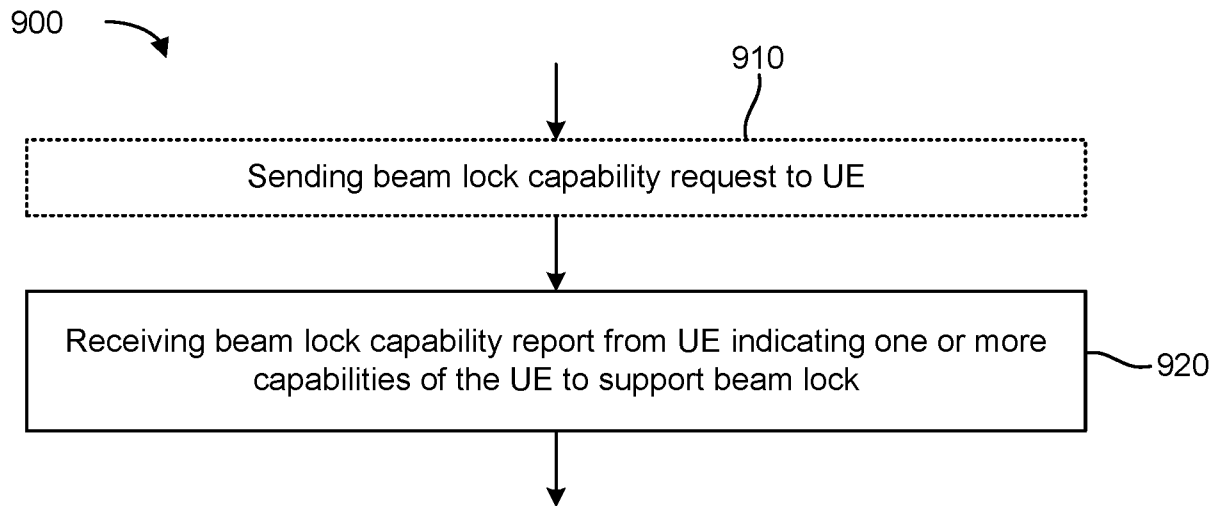 900
910
Sending beam lock capability request to UE
Receiving beam lock capability report from UE indicating one or more
capabilities of the UE to support beam lock
920